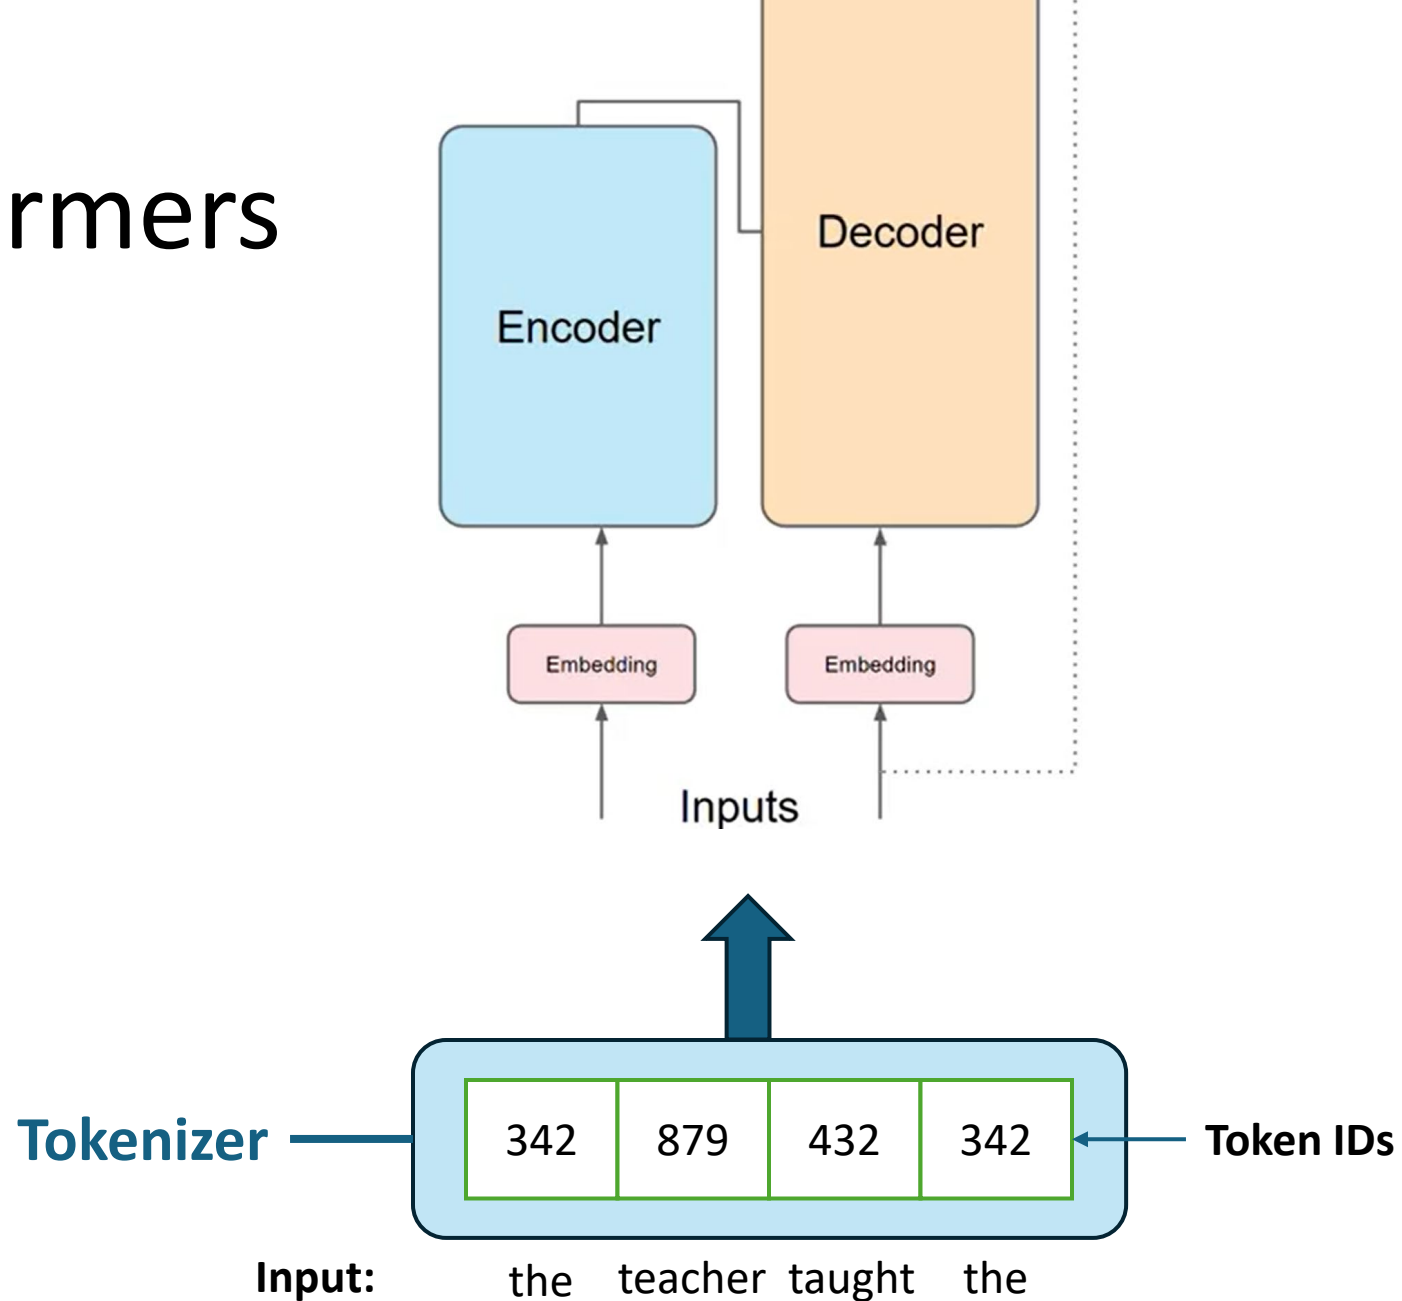 rmers
Decoder
Encoder
Embedding Embedding
Inputs
Tokenizer 342 879 432 342 Token IDs
Input: the teacher taught the